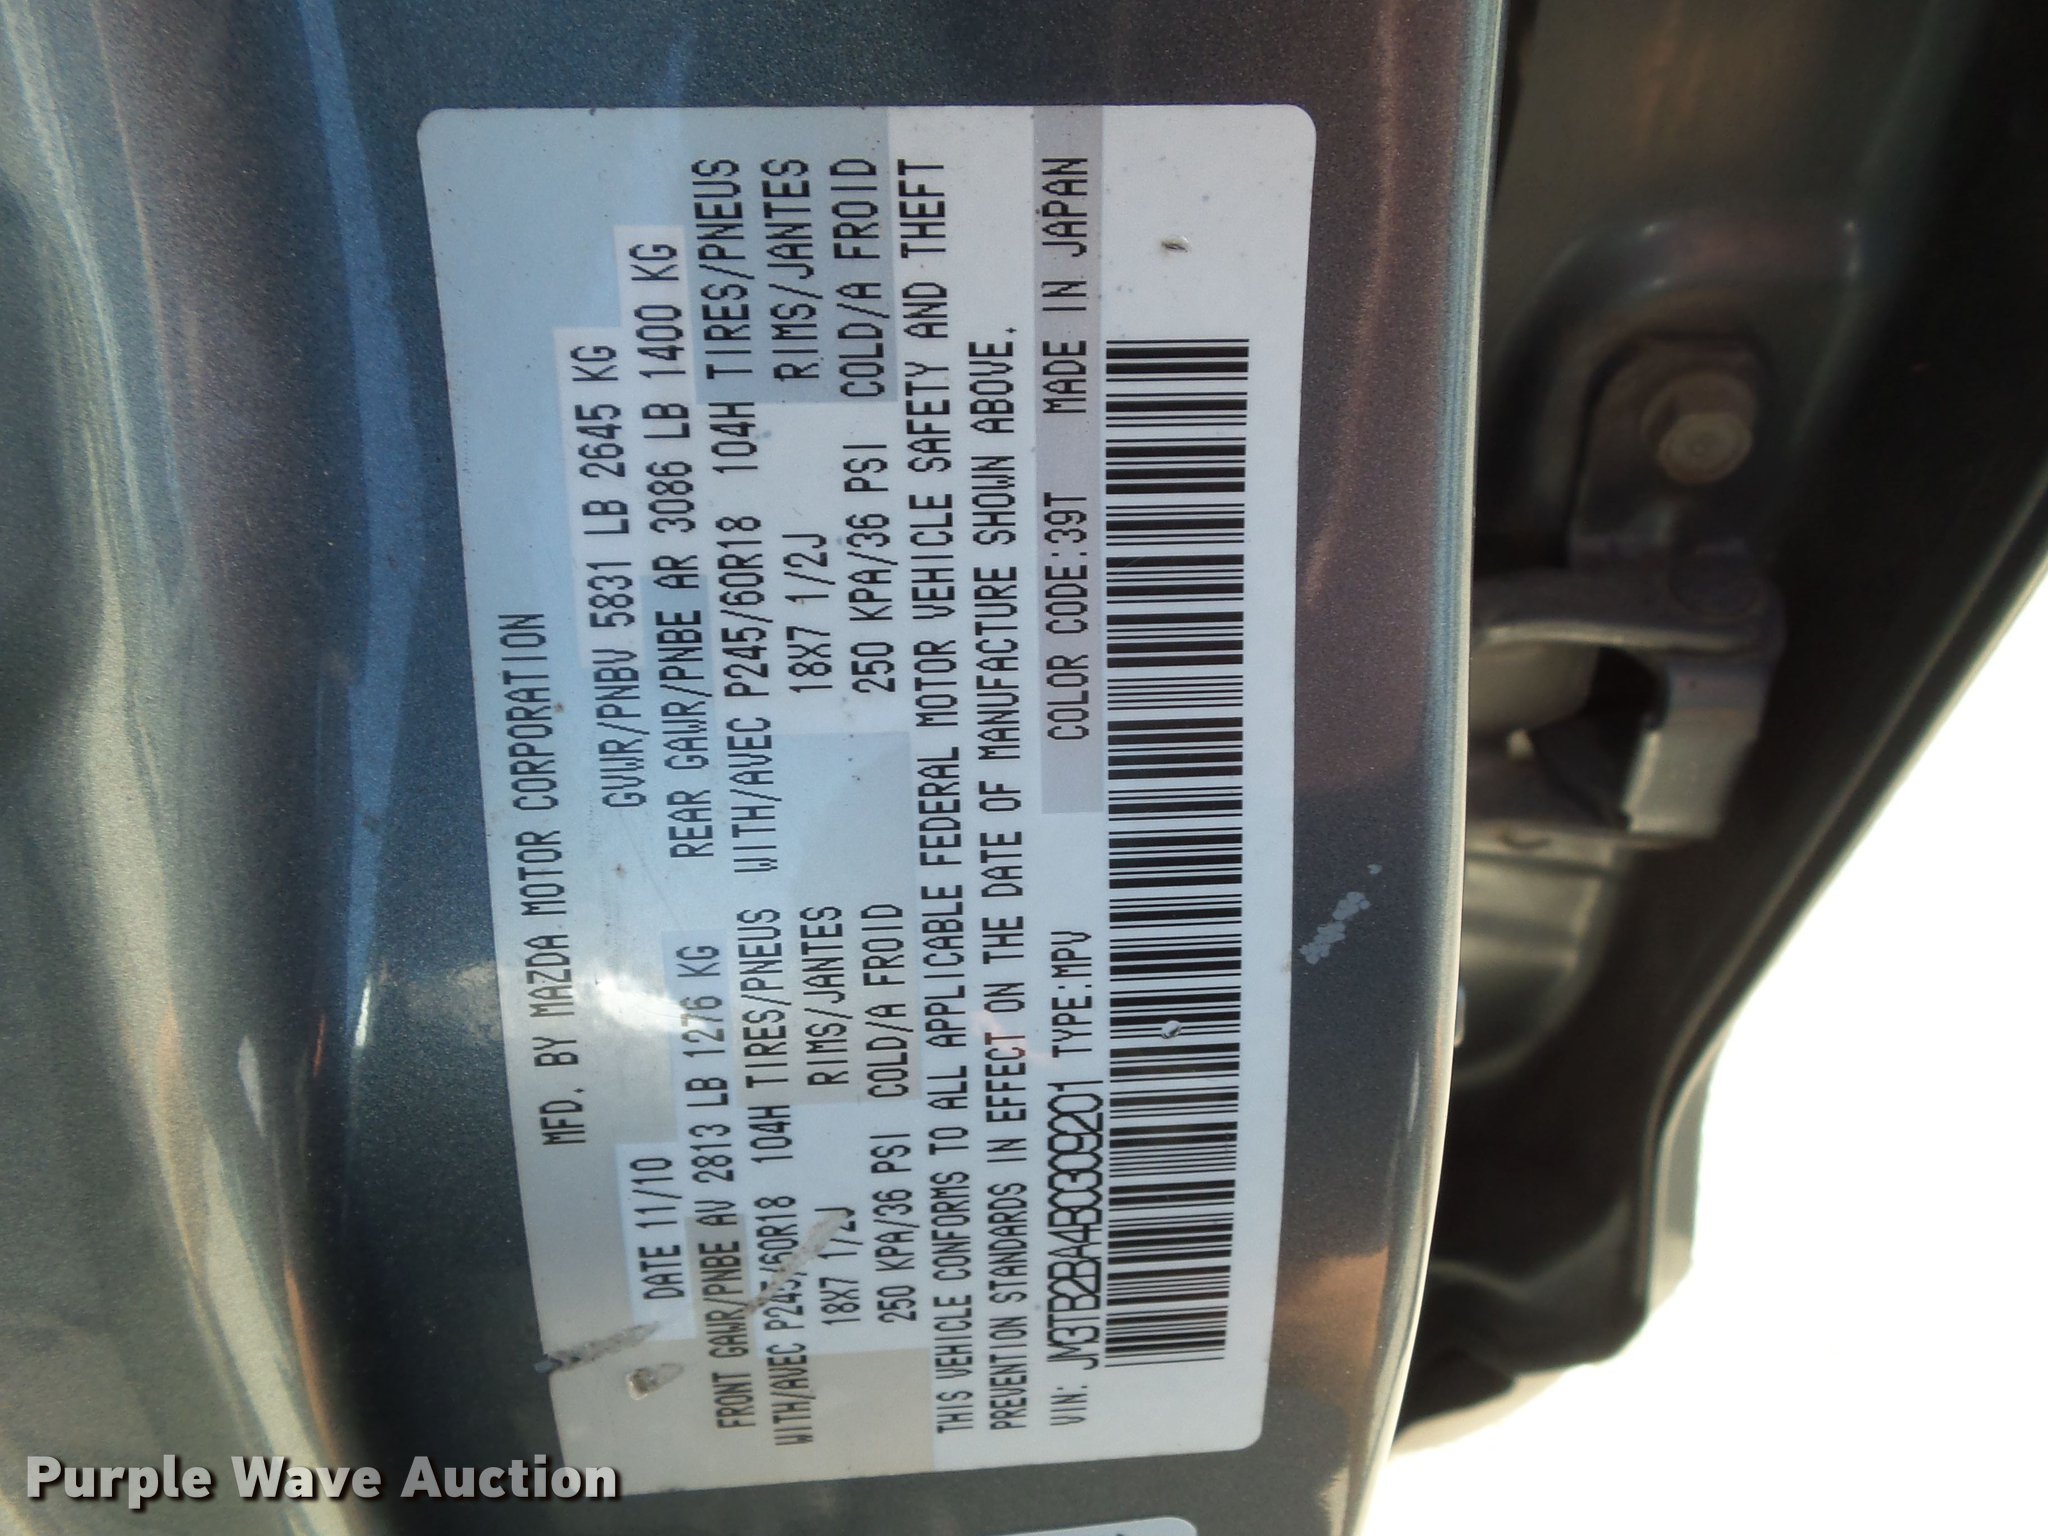 MFD. BY MAZDA MOTOR CORPORATION
DATE 11/10 GVWR/PNBV 5831 LB 2645 KG
FRONT GAWR/PNBE AV 2813 LB 1276 KG REAR GAWR/PNBE AR 3086 LB 1400 KG
WITH/AVEC P245/60R18 104H TIRES/PNEUS WITH/AVEC P245/60R18 104H TIRES/PNEUS
18X7 1/2J RIMS/JANTES 18X7 1/2J RIMS/JANTES
250 KPA/36 PSI COLD/A FROID 250 KPA/36 PSI COLD/A FROID
THIS VEHICLE CONFORMS TO ALL APPLICABLE FEDERAL MOTOR VEHICLE SAFETY AND THEFT
PREVENTION STANDARDS IN EFFECT ON THE DATE OF MANUFACTURE SHOWN ABOVE.
VIN: JM3TB2BA4B0309201 TYPE:MPV COLOR CODE:39T MADE IN JAPAN
Purple Wave Auction